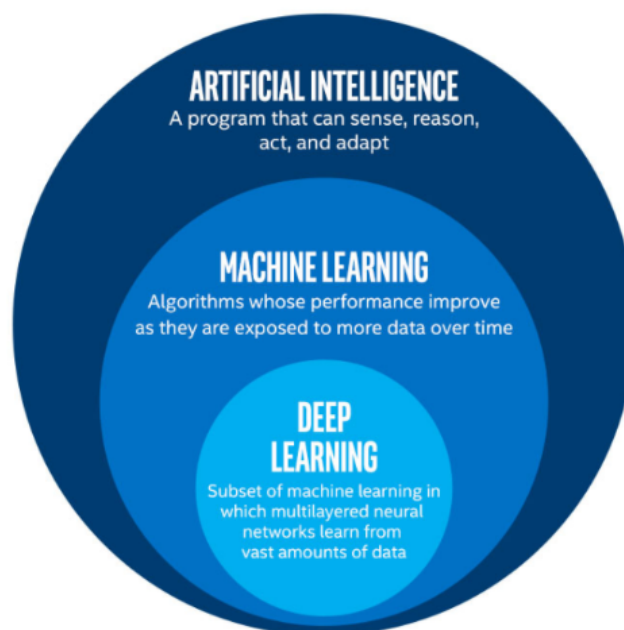 ARTIFICIAL INTELLIGENCE
A program that can sense, reason,
act, and adapt
MACHINE LEARNING
Algorithms whose performance improve
as they are exposed to more data over time
DEEP
LEARNING
Subset of machine learning in
which multilayered neural
networks learn from
vast amounts of data